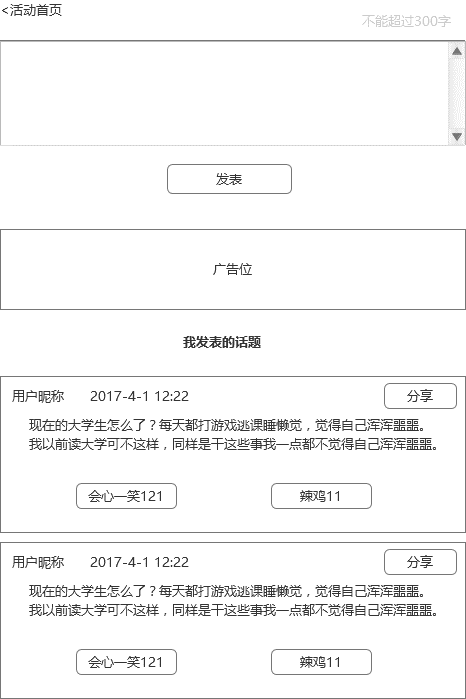 <活动首页
不能超过300字
发表
广告位
我发表的话题
用户昵称 2017-4-1 12:22 分享
现在的大学生怎么了？每天都打游戏逃课睡懒觉，觉得自己浑浑噩噩。
我以前读大学可不这样，同样是干这些事我一点都不觉得自己浑浑噩噩。
会心一笑121 辣鸡11
用户昵称 2017-4-1 12:22 分享
现在的大学生怎么了？每天都打游戏逃课睡懒觉，觉得自己浑浑噩噩。
我以前读大学可不这样，同样是干这些事我一点都不觉得自己浑浑噩噩。
会心一笑121 辣鸡11